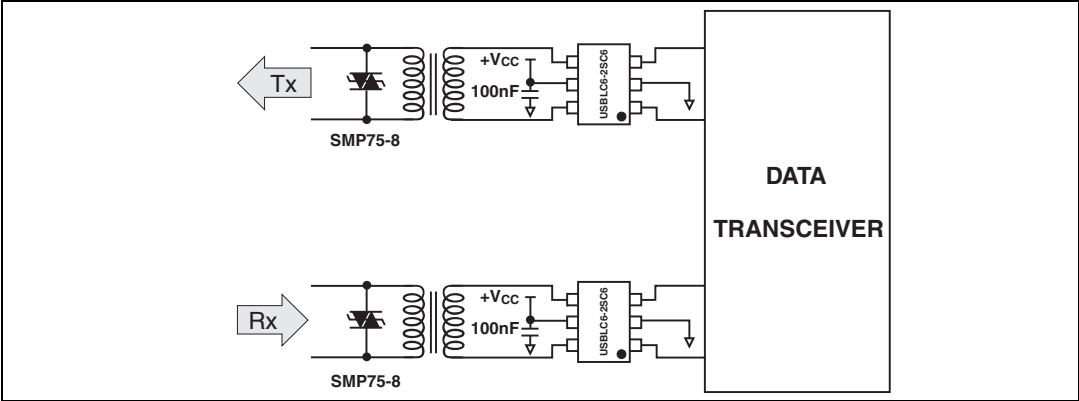 Tx
+VCC
100nF
USBLC6-2SC6
SMP75-8
DATA
TRANSCEIVER
Rx
+VCC
100nF
USBLC6-2SC6
SMP75-8